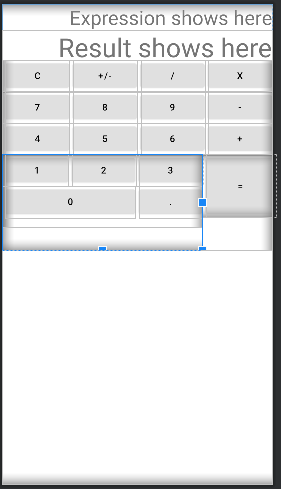 Expression shows here
Result shows here
C +/- / X
7 8 9 -
4 5 6 +
1 2 3 =
0 .